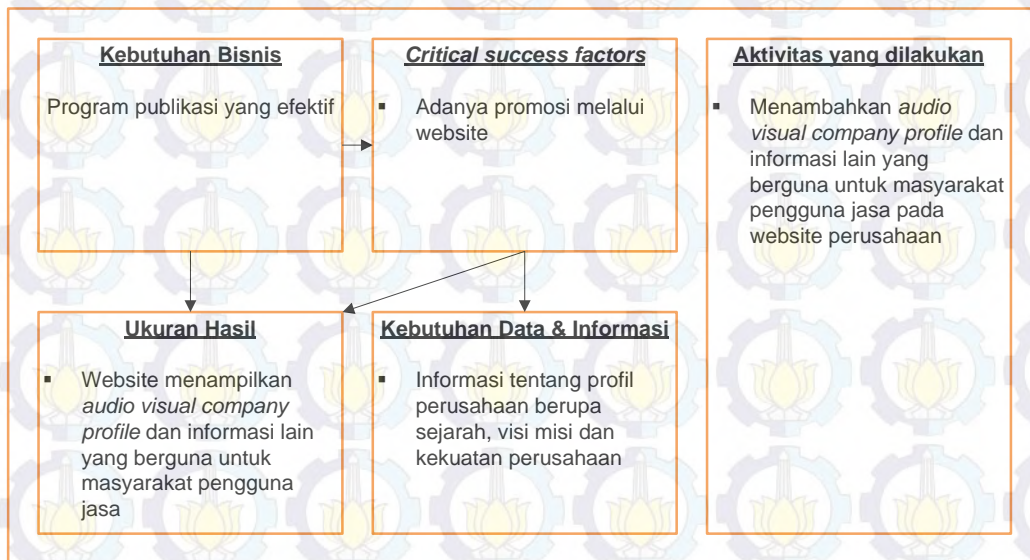 Kebutuhan Bisnis
Program publikasi yang efektif
Critical success factors
▪ Adanya promosi melalui
website
Aktivitas yang dilakukan
▪ Menambahkan audio
visual company profile dan
informasi lain yang
berguna untuk masyarakat
pengguna jasa pada
website perusahaan
Ukuran Hasil
▪ Website menampilkan
audio visual company
profile dan informasi lain
yang berguna untuk
masyarakat pengguna
jasa
Kebutuhan Data & Informasi
▪ Informasi tentang profil
perusahaan berupa
sejarah, visi misi dan
kekuatan perusahaan